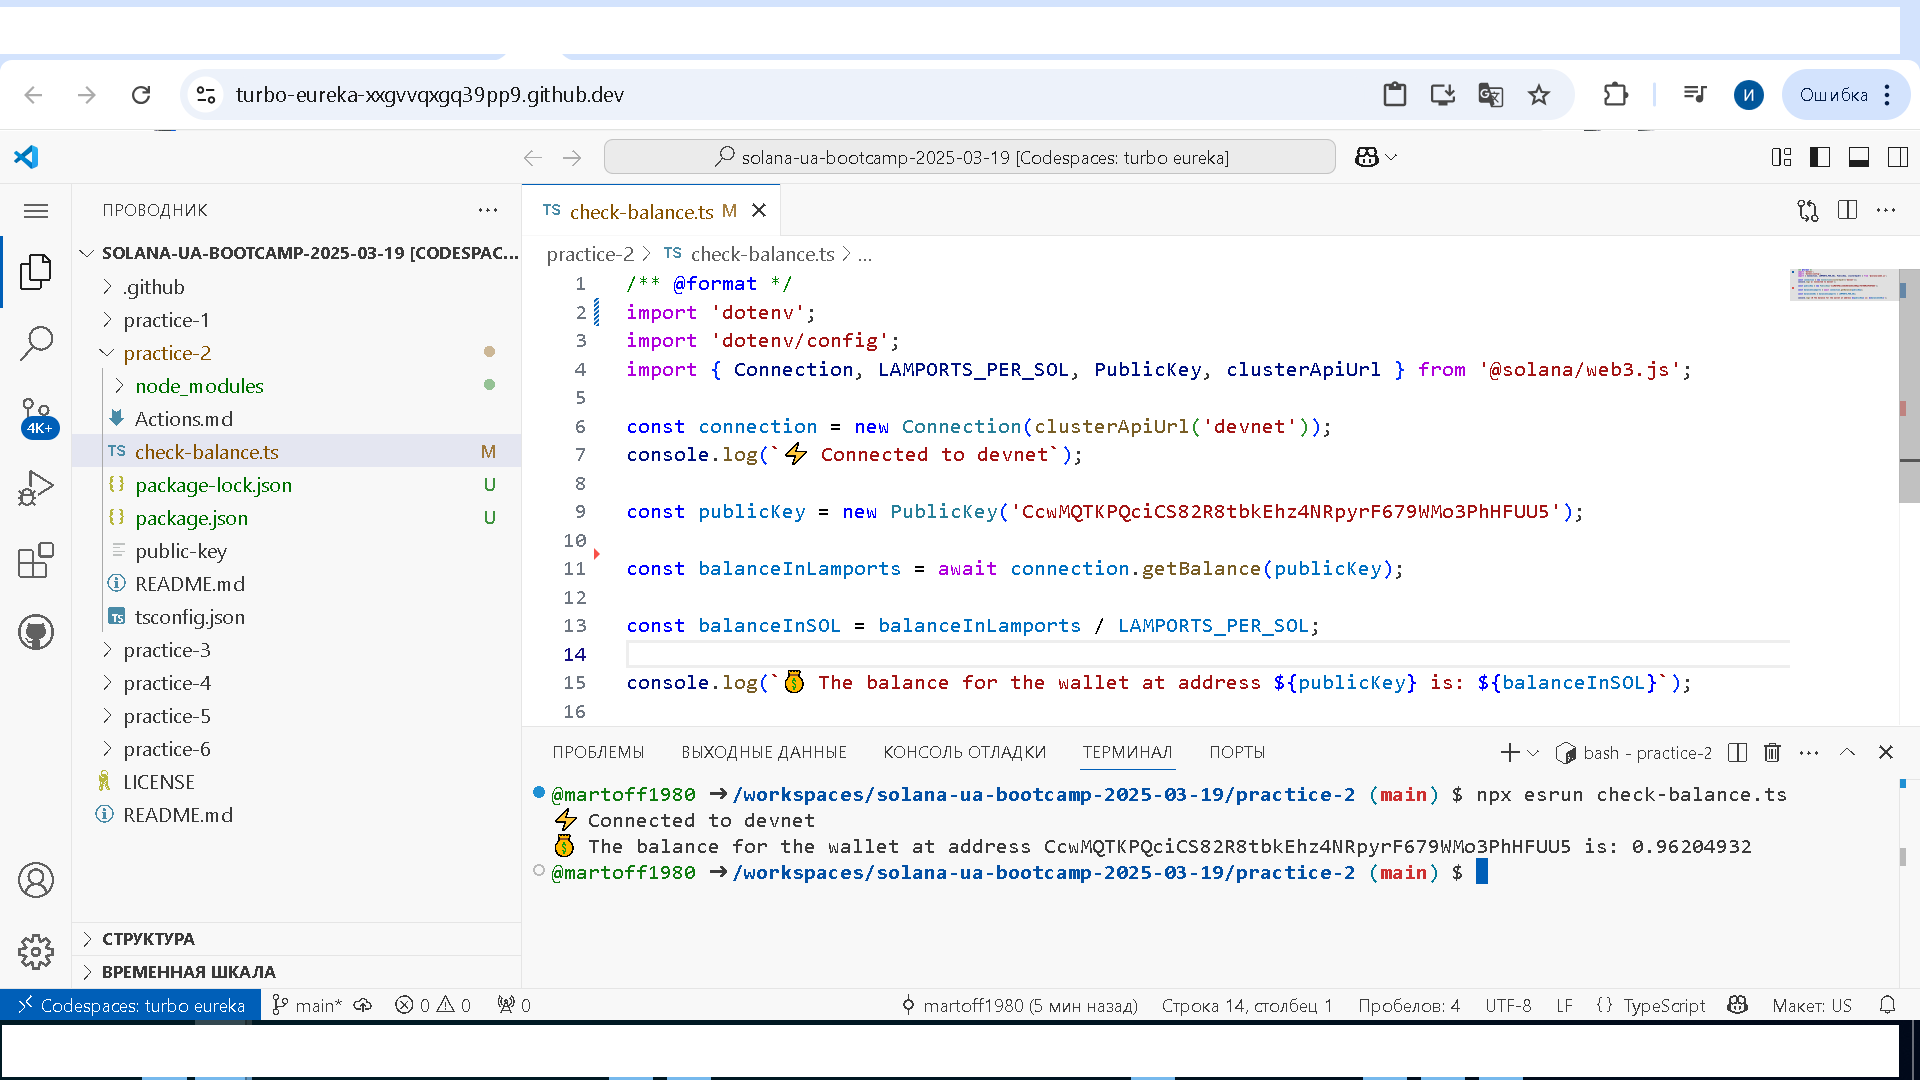 turbo-eureka-xxgvvqxgq39pp9.github.dev
И
Ошибка
solana-ua-bootcamp-2025-03-19 [Codespaces: turbo eureka]
ПРОВОДНИК
SOLANA-UA-BOOTCAMP-2025-03-19 [CODESPAC...
.github
practice-1
practice-2
node_modules
Actions.md
TS check-balance.ts M
package-lock.json U
package.json U
public-key
README.md
tsconfig.json
practice-3
practice-4
practice-5
practice-6
LICENSE
README.md
СТРУКТУРА
ВРЕМЕННАЯ ШКАЛА
4K+
TS check-balance.ts M
practice-2 > TS check-balance.ts > ...
1 /** @format */
2 import 'dotenv';
3 import 'dotenv/config';
4 import { Connection, LAMPORTS_PER_SOL, PublicKey, clusterApiUrl } from '@solana/web3.js';
5
6 const connection = new Connection(clusterApiUrl('devnet'));
7 console.log(`⚡ Connected to devnet`);
8
9 const publicKey = new PublicKey('CcwMQTKPQciCS82R8tbkEhz4NRpyrF679WMo3PhHFUU5');
10
11 const balanceInLamports = await connection.getBalance(publicKey);
12
13 const balanceInSOL = balanceInLamports / LAMPORTS_PER_SOL;
14
15 console.log(`💰 The balance for the wallet at address ${publicKey} is: ${balanceInSOL}`);
16
ПРОБЛЕМЫ ВЫХОДНЫЕ ДАННЫЕ КОНСОЛЬ ОТЛАДКИ ТЕРМИНАЛ ПОРТЫ
bash - practice-2
@martoff1980 ➜ /workspaces/solana-ua-bootcamp-2025-03-19/practice-2 (main) $ npx esrun check-balance.ts
⚡ Connected to devnet
💰 The balance for the wallet at address CcwMQTKPQciCS82R8tbkEhz4NRpyrF679WMo3PhHFUU5 is: 0.96204932
@martoff1980 ➜ /workspaces/solana-ua-bootcamp-2025-03-19/practice-2 (main) $
Codespaces: turbo eureka main* 0 0 0 martoff1980 (5 мин назад) Строка 14, столбец 1 Пробелов: 4 UTF-8 LF {} TypeScript Макет: US